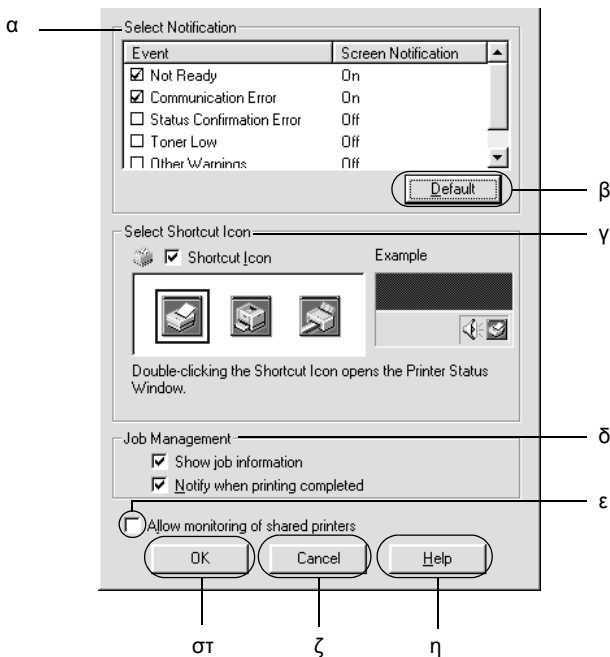 α
Select Notification
Event Screen Notification
Not Ready On
Communication Error On
Status Confirmation Error Off
Toner Low Off
Other Warnings Off
Default
β
Select Shortcut Icon
γ
Shortcut Icon Example
Double-clicking the Shortcut Icon opens the Printer Status
Window.
Job Management
δ
Show job information
Notify when printing completed
ε
Allow monitoring of shared printers
OK Cancel Help
στ ζ η